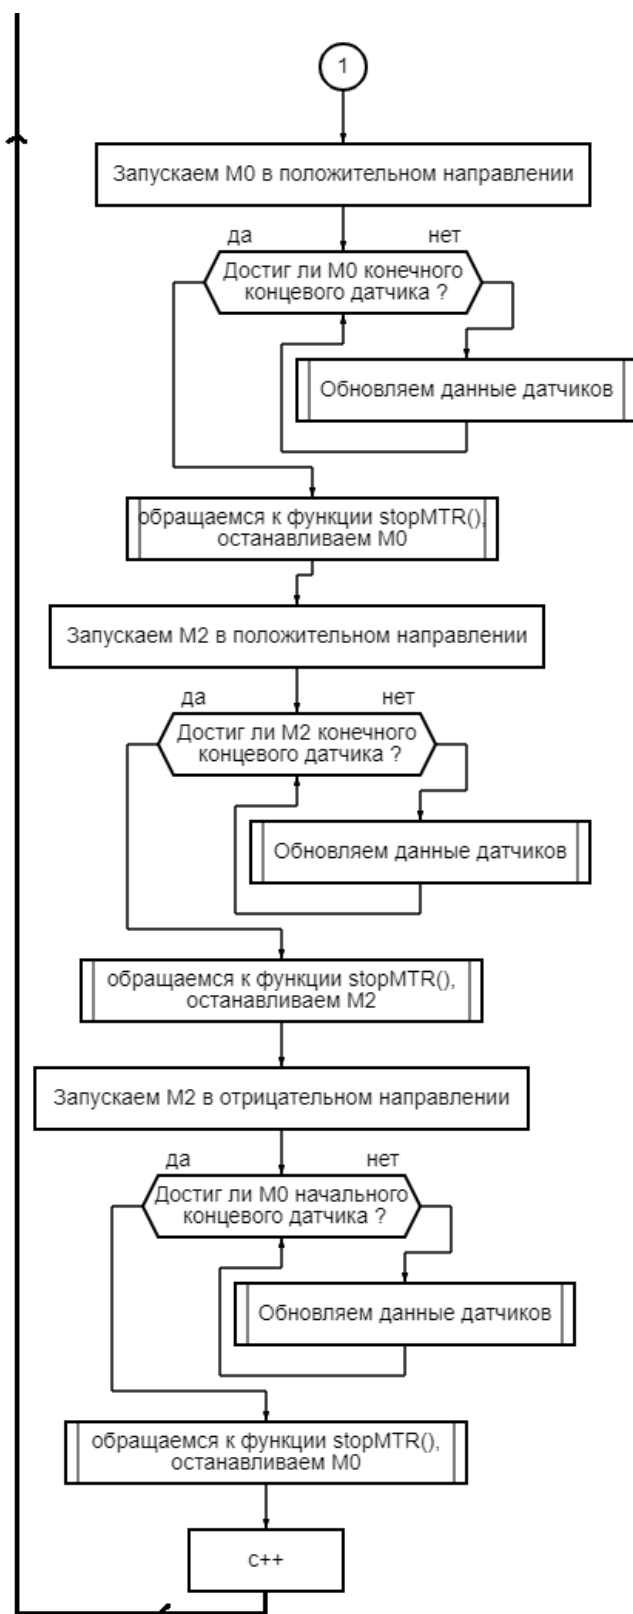 1
Запускаем М0 в положительном направлении
да
нет
Достиг ли М0 конечного
концевого датчика ?
Обновляем данные датчиков
обращаемся к функции stopMTR(),
останавливаем М0
Запускаем М2 в положительном направлении
да
нет
Достиг ли М2 конечного
концевого датчика ?
Обновляем данные датчиков
обращаемся к функции stopMTR(),
останавливаем М2
Запускаем М2 в отрицательном направлении
да
нет
Достиг ли М0 начального
концевого датчика ?
Обновляем данные датчиков
обращаемся к функции stopMTR(),
останавливаем М0
c++